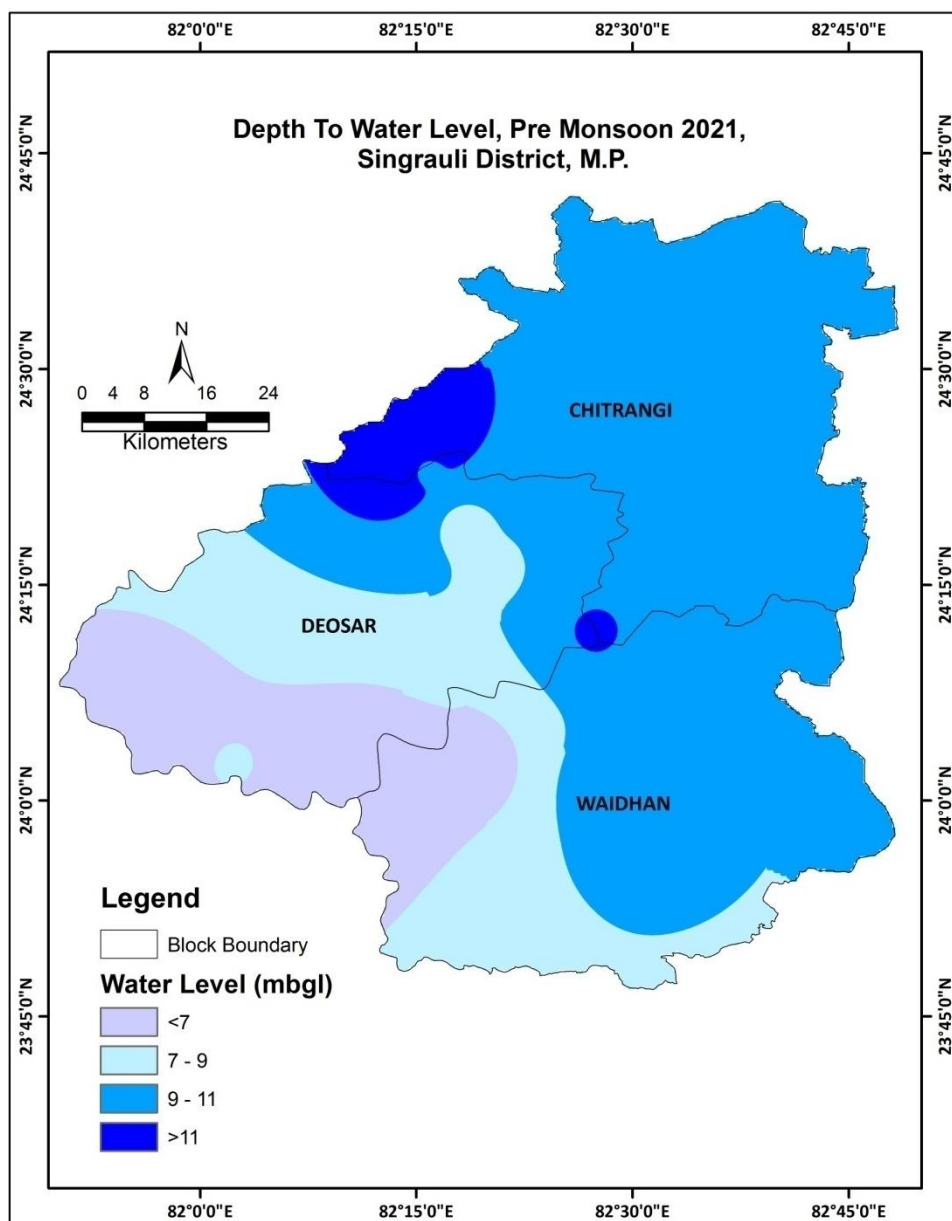 82°0'0"E 82°15'0"E 82°30'0"E 82°45'0"E
Depth To Water Level, Pre Monsoon 2021,
Singrauli District, M.P.
24°45'0"N 24°45'0"N
N
24°30'0"N 24°30'0"N
0 4 8 16 24
Kilometers
CHITRANGI
24°15'0"N 24°15'0"N
DEOSAR
24°0'0"N 24°0'0"N
WAIDHAN
Legend
Block Boundary
Water Level (mbgl)
23°45'0"N 23°45'0"N
<7
7 - 9
9 - 11
>11
82°0'0"E 82°15'0"E 82°30'0"E 82°45'0"E